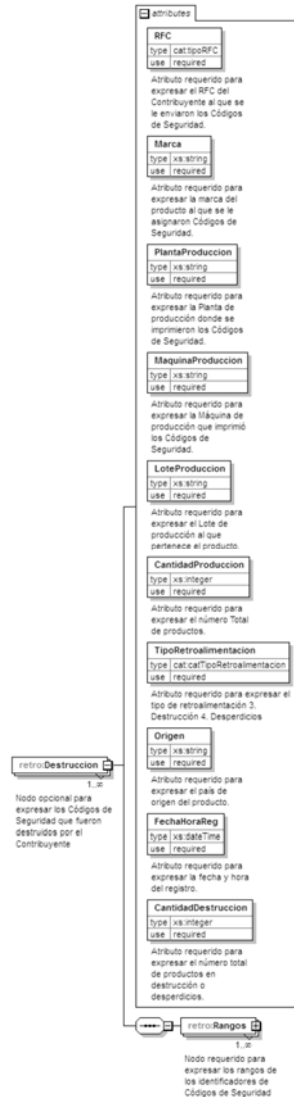 attributes
RFC
type cat:tipoRFC
use required
Atributo requerido para
expresar el RFC del
Contribuyente al que se
le enviaron los Códigos
de Seguridad.
Marca
type xs:string
use required
Atributo requerido para
expresar la marca del
producto al que se le
asignaron Códigos de
Seguridad.
PlantaProduccion
type xs:string
use required
Atributo requerido para
expresar la Planta de
producción donde se
imprimieron los Códigos
de Seguridad.
MaquinaProduccion
type xs:string
use required
Atributo requerido para
expresar la Máquina de
producción que imprimió
los Códigos de
Seguridad.
LoteProduccion
type xs:string
use required
Atributo requerido para
expresar el Lote de
producción al que
pertenece el producto.
CantidadProduccion
type xs:integer
use required
Atributo requerido para
expresar el número Total
de productos.
TipoRetroalimentacion
type cat:catTipoRetroalimentacion
use required
Atributo requerido para expresar el
tipo de retroalimentación 3.
Destrucción 4. Desperdicios
Origen
type xs:string
use required
Atributo requerido para
expresar el país de
origen del producto.
FechaHoraReg
type xs:dateTime
use required
Atributo requerido para
expresar la fecha y hora
del registro.
CantidadDestruccion
type xs:integer
use required
Atributo requerido para
expresar el número total
de productos en
destrucción o
desperdicios.
retro:Destruccion
1..∞
Nodo opcional para
expresar los Códigos de
Seguridad que fueron
destruidos por el
Contribuyente
retro:Rangos
1..∞
Nodo requerido para
expresar los rangos de
los identificadores de
Códigos de Seguridad